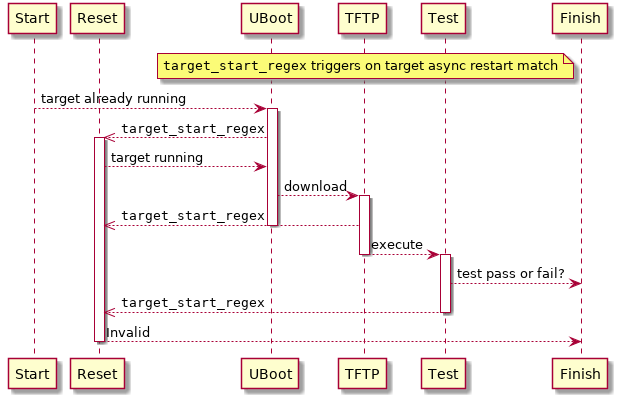 Start Reset UBoot TFTP Test Finish
target_start_regex triggers on target async restart match
target already running
target_start_regex
target running
download
target_start_regex
execute
test pass or fail?
target_start_regex
Invalid
Start Reset UBoot TFTP Test Finish